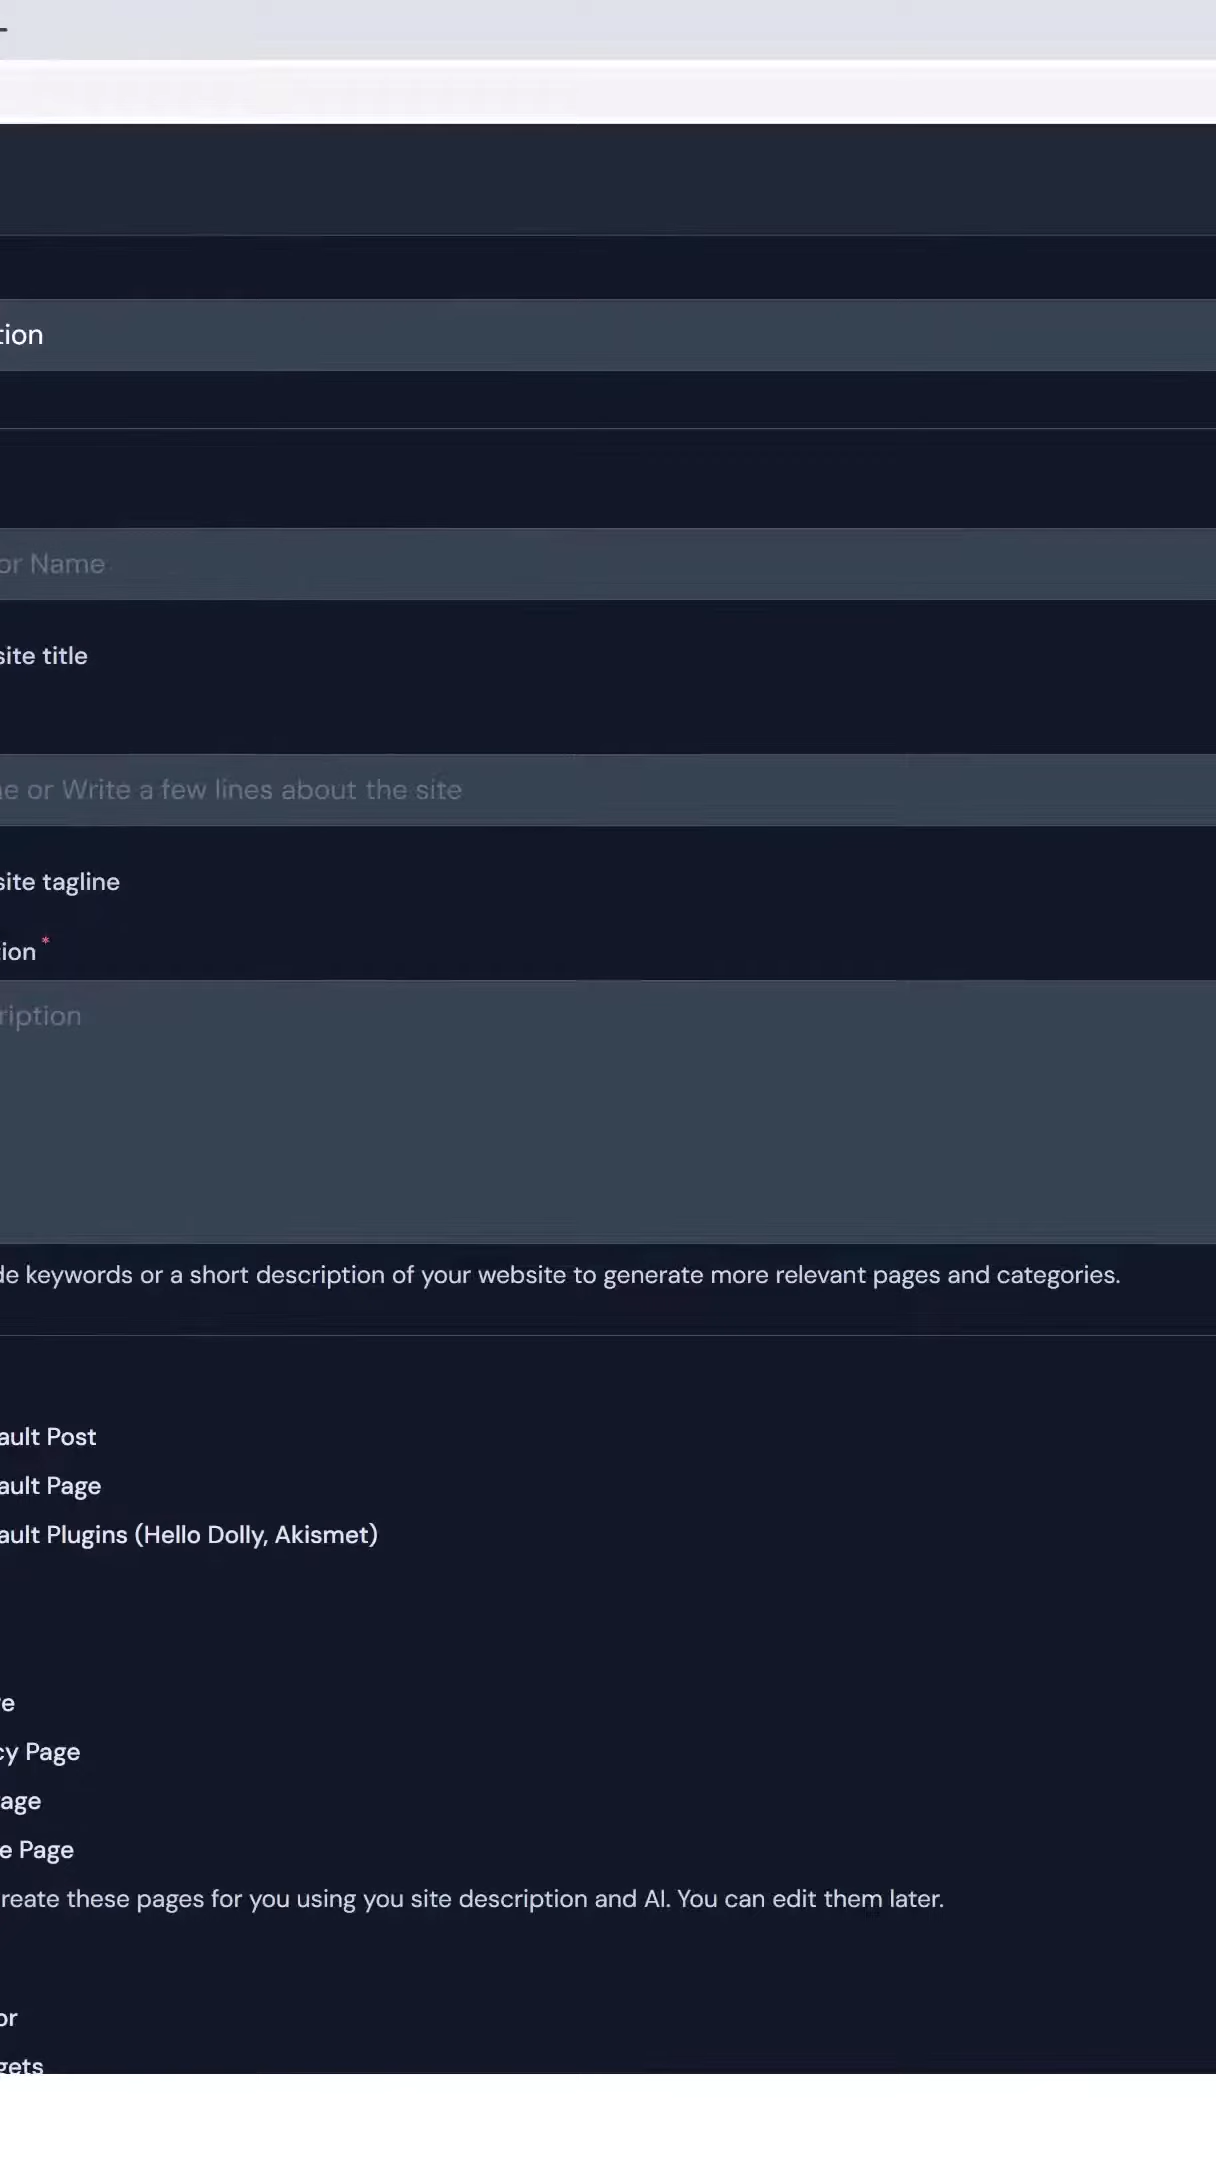 tion
or Name
site title
ne or Write a few lines about the site
site tagline
tion *
ription
de keywords or a short description of your website to generate more relevant pages and categories.
ault Post
ault Page
ault Plugins (Hello Dolly, Akismet)
ge
cy Page
age
e Page
reate these pages for you using you site description and AI. You can edit them later.
or
gets